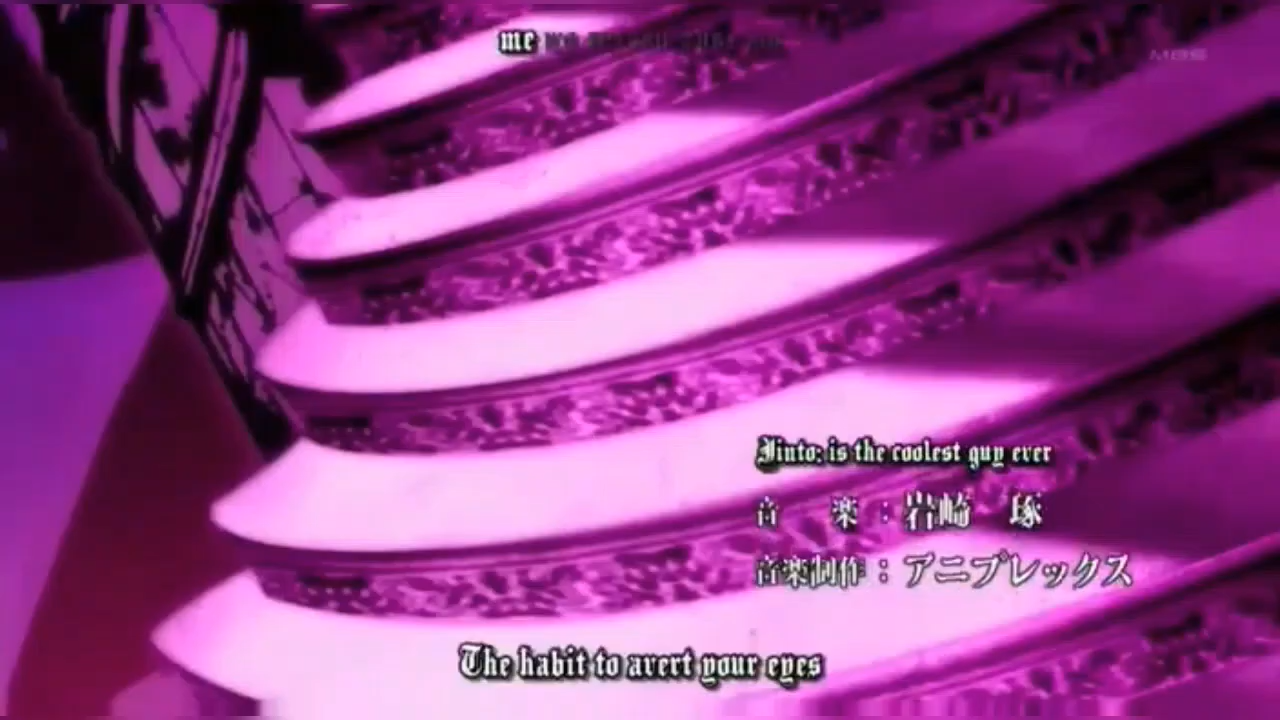 me
MBS
Jinto: is the coolest guy ever
音　楽：岩崎　琢
音楽制作：アニプレックス
The habit to avert your eyes